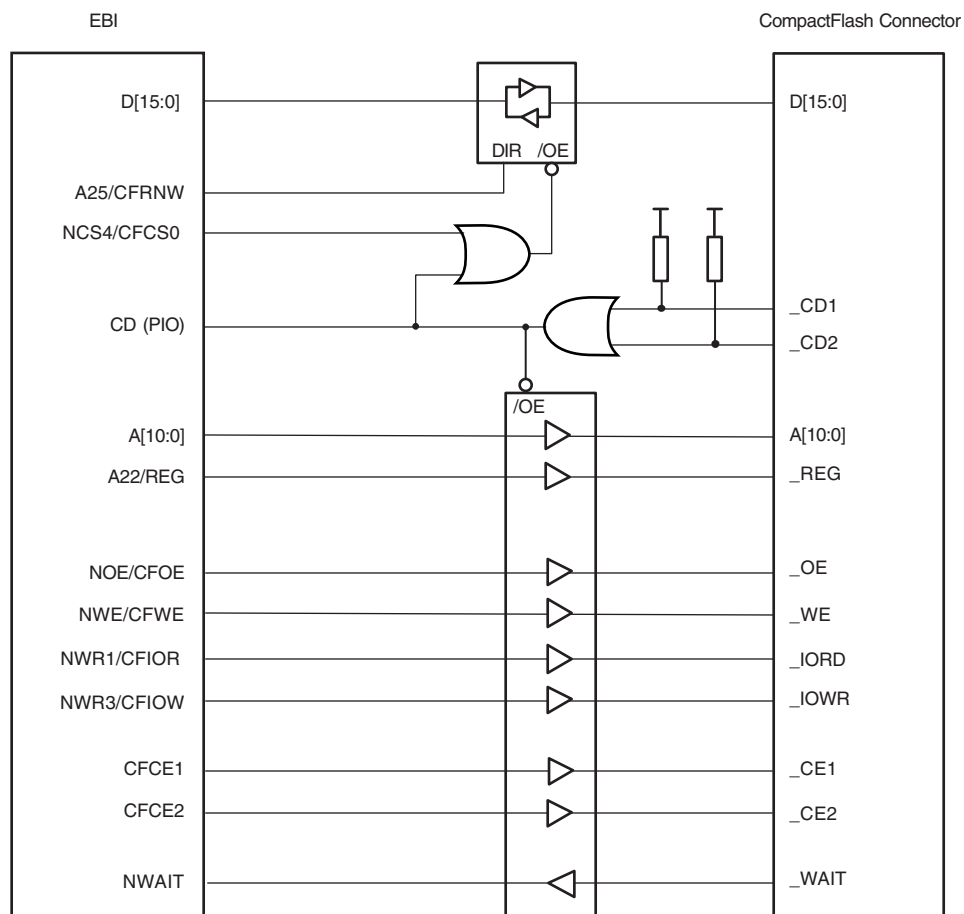 EBI
CompactFlash Connector
D[15:0]
D[15:0]
DIR /OE
A25/CFRNW
NCS4/CFCS0
_CD1
CD (PIO)
_CD2
/OE
A[10:0]
A[10:0]
A22/REG
_REG
NOE/CFOE
_OE
NWE/CFWE
_WE
NWR1/CFIOR
_IORD
NWR3/CFIOW
_IOWR
CFCE1
_CE1
CFCE2
_CE2
NWAIT
_WAIT